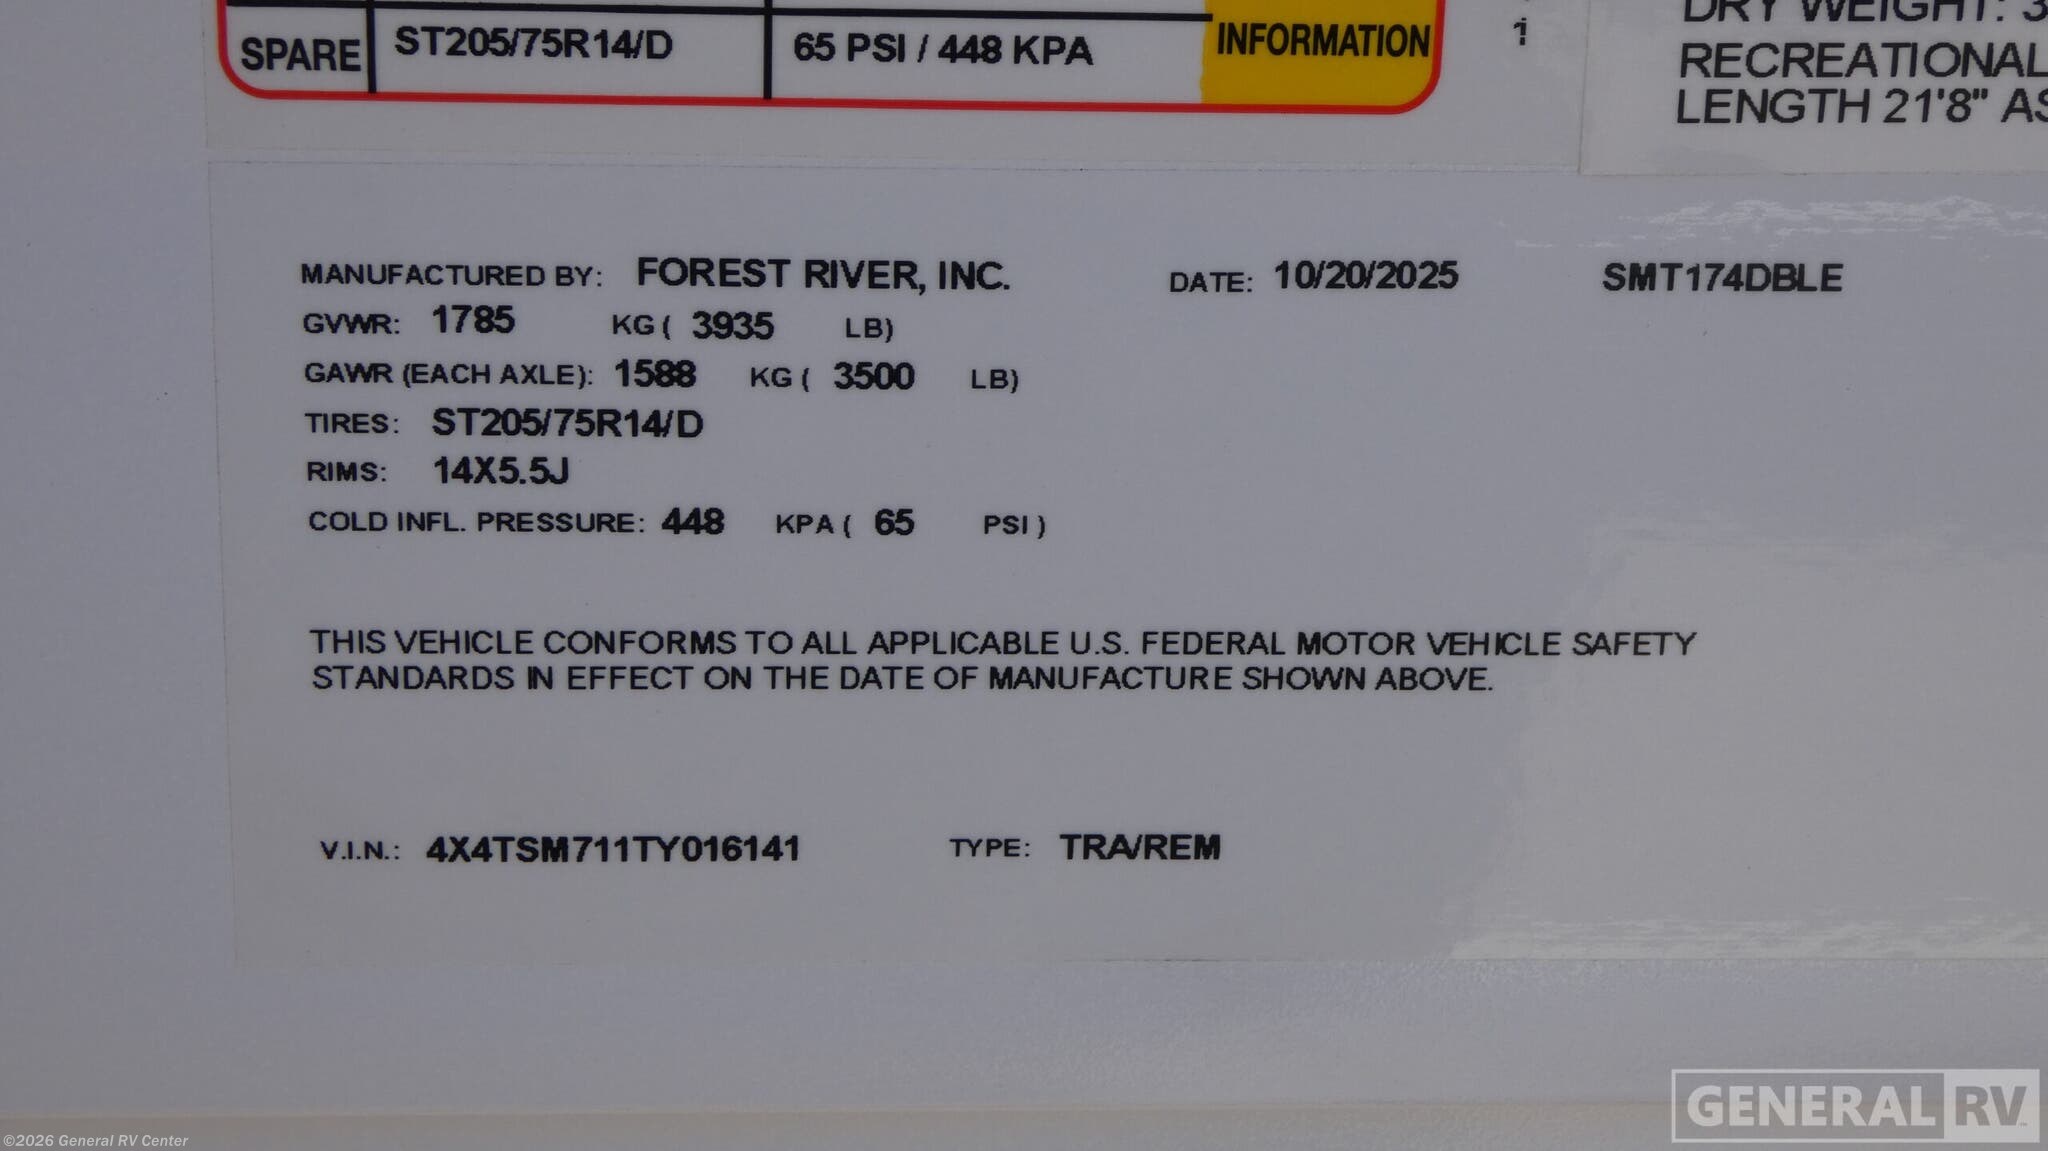 SPARE ST205/75R14/D 65 PSI / 448 KPA INFORMATION
1
DRY WEIGHT: 3
RECREATIONAL
LENGTH 21'8"
MANUFACTURED BY: FOREST RIVER, INC. DATE: 10/20/2025 SMT174DBLE
GVWR: 1785 KG ( 3935 LB)
GAWR (EACH AXLE): 1588 KG ( 3500 LB)
TIRES: ST205/75R14/D
RIMS: 14X5.5J
COLD INFL. PRESSURE: 448 KPA ( 65 PSI )
THIS VEHICLE CONFORMS TO ALL APPLICABLE U.S. FEDERAL MOTOR VEHICLE SAFETY
STANDARDS IN EFFECT ON THE DATE OF MANUFACTURE SHOWN ABOVE.
V.I.N.: 4X4TSM711TY016141 TYPE: TRA/REM
GENERAL RV
©2026 General RV Center